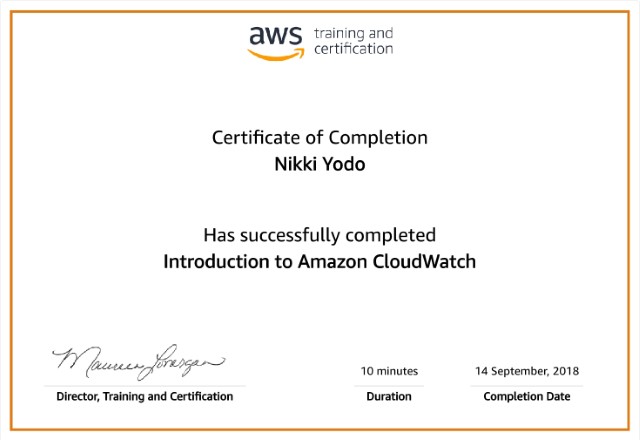 aws training and
certification
Certificate of Completion
Nikki Yodo
Has successfully completed
Introduction to Amazon CloudWatch
Maureen Lonergan
10 minutes
14 September, 2018
Director, Training and Certification
Duration
Completion Date